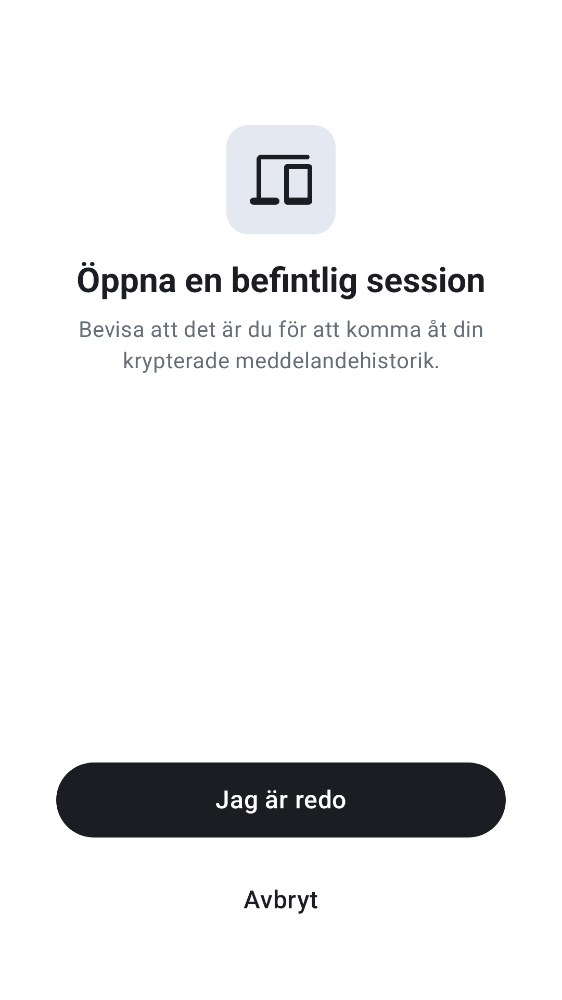 Öppna en befintlig session
Bevisa att det är du för att komma åt din
krypterade meddelandehistorik.
Jag är redo
Avbryt